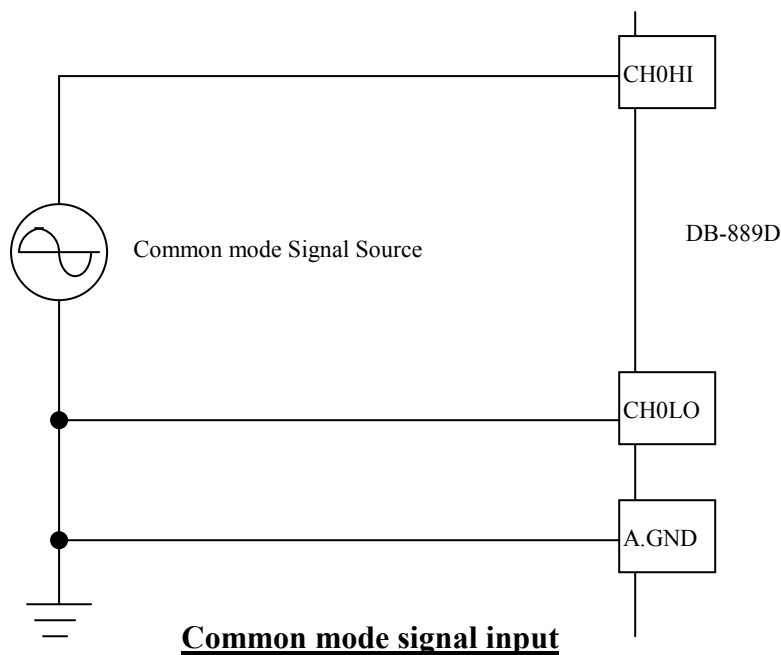 CH0HI
DB-889D
Common mode Signal Source
CH0LO
A.GND
Common mode signal input